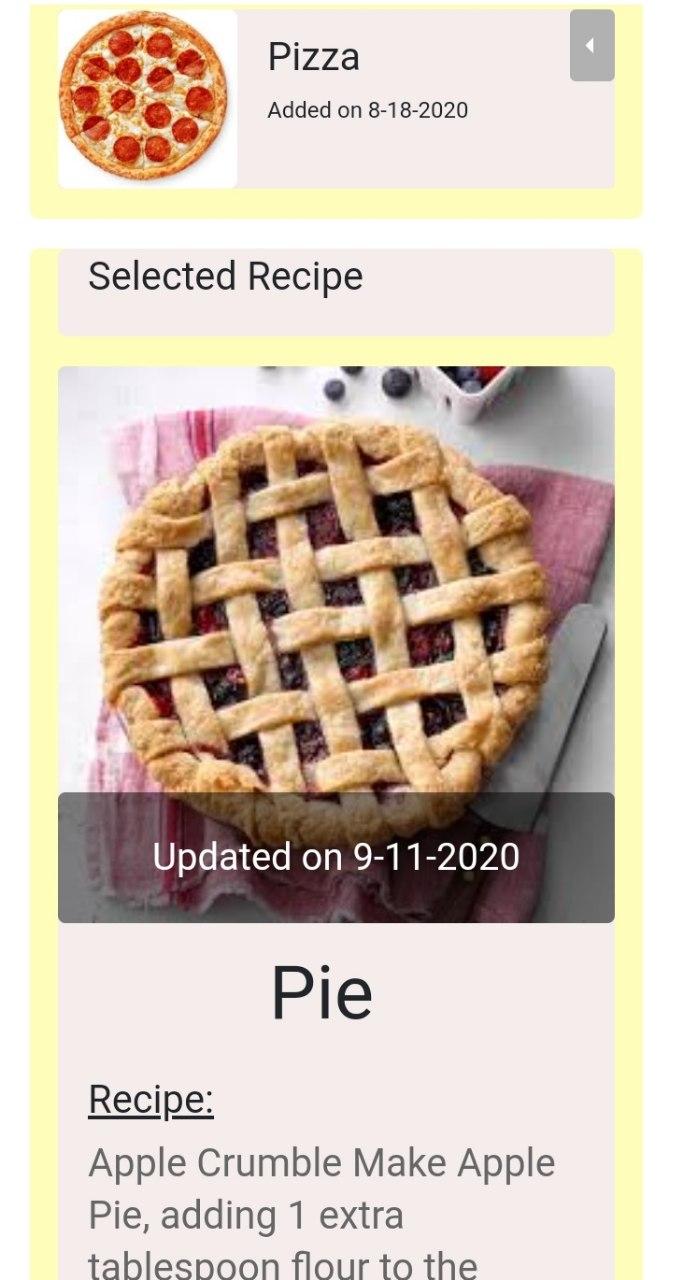 Pizza
Added on 8-18-2020
Selected Recipe
Updated on 9-11-2020
Pie
Recipe:
Apple Crumble Make Apple
Pie, adding 1 extra
tablespoon flour to the